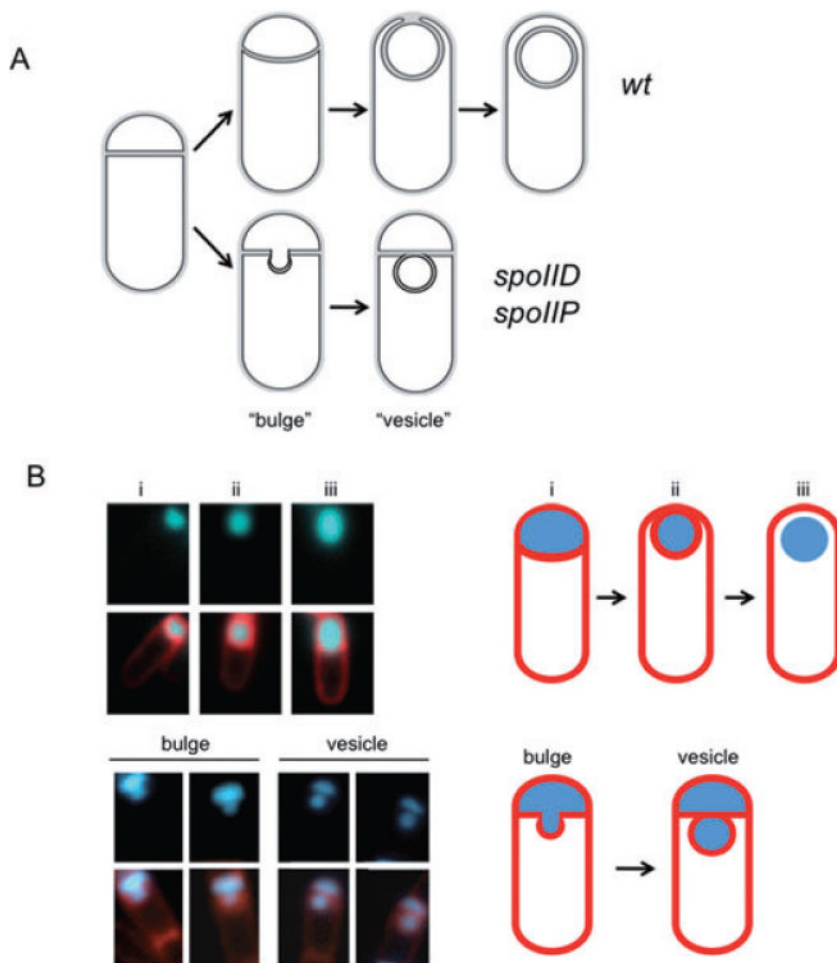 A
wt
spoIID
spoIIP
"bulge" "vesicle"
B
i ii iii
i ii iii
bulge vesicle
bulge vesicle